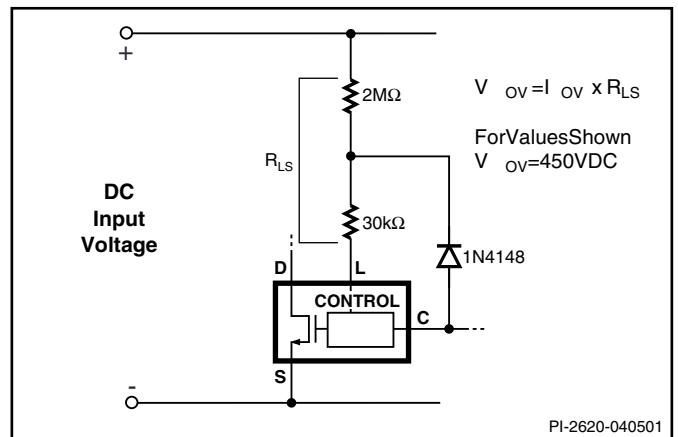 +
2MΩ
V OV =I OV x RLS
ForValuesShown
V OV=450VDC
RLS
DC
Input
Voltage
30kΩ
1N4148
D
L
CONTROL
C
S
-
PI-2620-040501